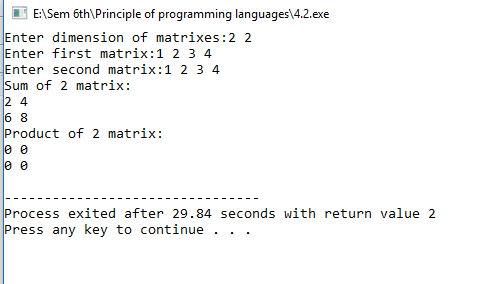 E:\Sem 6th\Principle of programming languages\4.2.exe
Enter dimension of matrixes:2 2
Enter first matrix:1 2 3 4
Enter second matrix:1 2 3 4
Sum of 2 matrix:
2 4
6 8
Product of 2 matrix:
0 0
0 0
--------------------------------
Process exited after 29.84 seconds with return value 2
Press any key to continue . . .